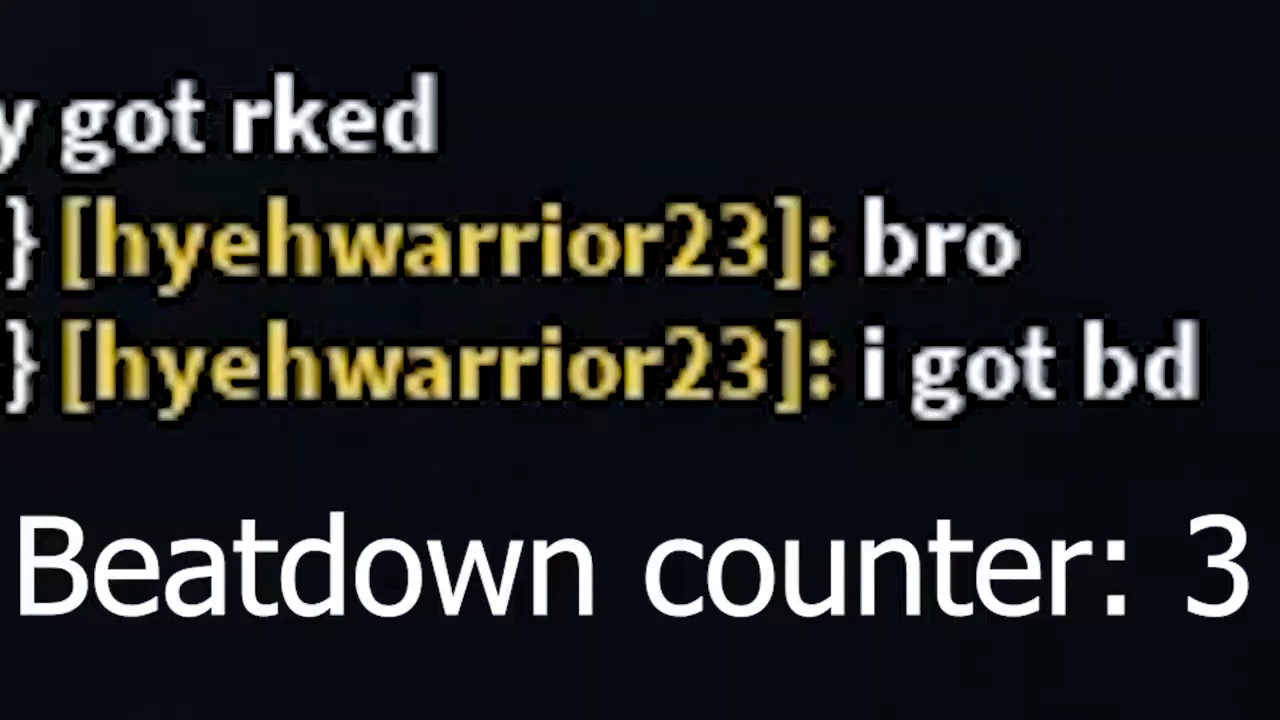 y got rked
} [hyehwarrior23]: bro
} [hyehwarrior23]: i got bd
Beatdown counter: 3